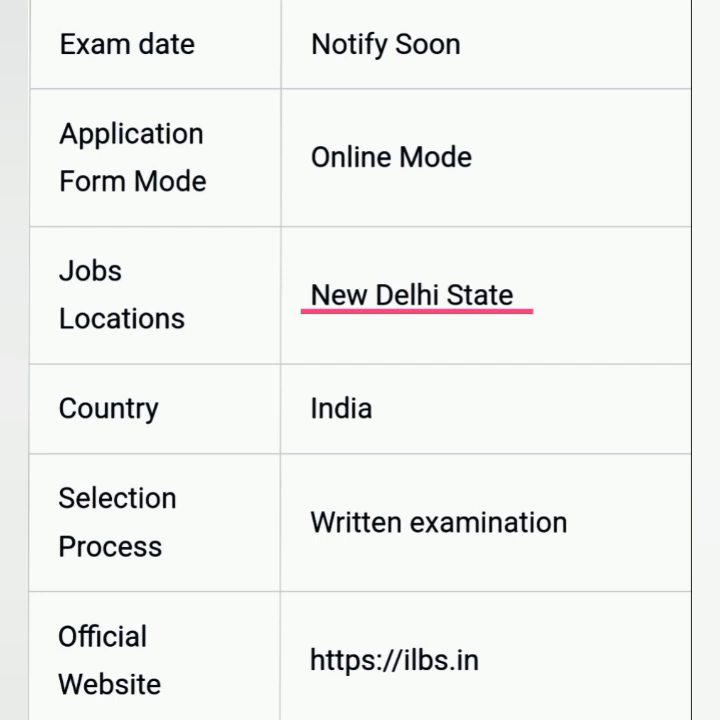 Exam date
Notify Soon
Application
Form Mode
Online Mode
Jobs
Locations
New Delhi State
Country
India
Selection
Process
Written examination
Official
Website
https://ilbs.in